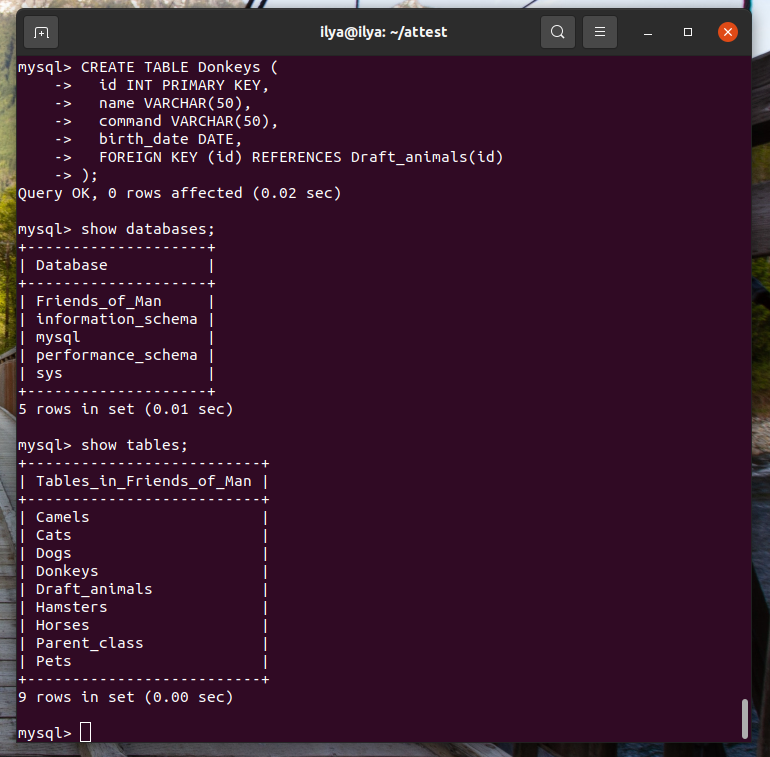 ilya@ilya: ~/attest
mysql> CREATE TABLE Donkeys (
    ->   id INT PRIMARY KEY,
    ->   name VARCHAR(50),
    ->   command VARCHAR(50),
    ->   birth_date DATE,
    ->   FOREIGN KEY (id) REFERENCES Draft_animals(id)
    -> );
Query OK, 0 rows affected (0.02 sec)

mysql> show databases;
+--------------------+
| Database           |
+--------------------+
| Friends_of_Man     |
| information_schema |
| mysql              |
| performance_schema |
| sys                |
+--------------------+
5 rows in set (0.01 sec)

mysql> show tables;
+--------------------------+
| Tables_in_Friends_of_Man |
+--------------------------+
| Camels                   |
| Cats                     |
| Dogs                     |
| Donkeys                  |
| Draft_animals            |
| Hamsters                 |
| Horses                   |
| Parent_class             |
| Pets                     |
+--------------------------+
9 rows in set (0.00 sec)

mysql>